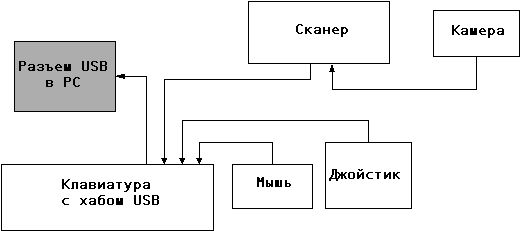 Сканер
Камера
Разъем USB
в PC
Клавиатура
с хабом USB
Мышь
Джойстик